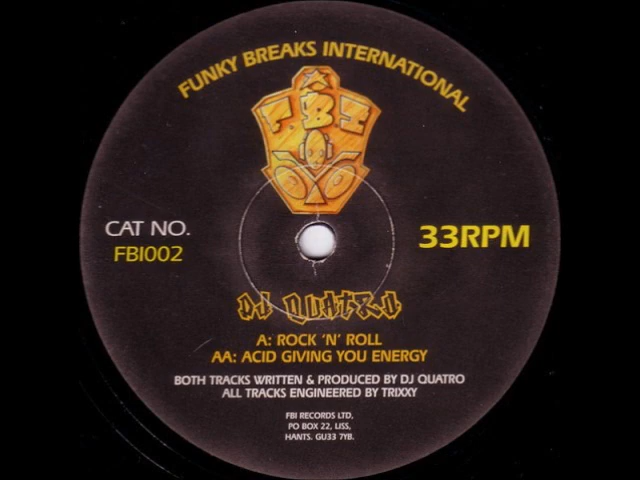 FUNKY BREAKS INTERNATIONAL
F.B.I
CAT NO.
FBI002
33RPM
DJ QUATRO
A: ROCK 'N' ROLL
AA: ACID GIVING YOU ENERGY
BOTH TRACKS WRITTEN & PRODUCED BY DJ QUATRO
ALL TRACKS ENGINEERED BY TRIXXY
FBI RECORDS LTD,
PO BOX 22, LISS,
HANTS. GU33 7YB.